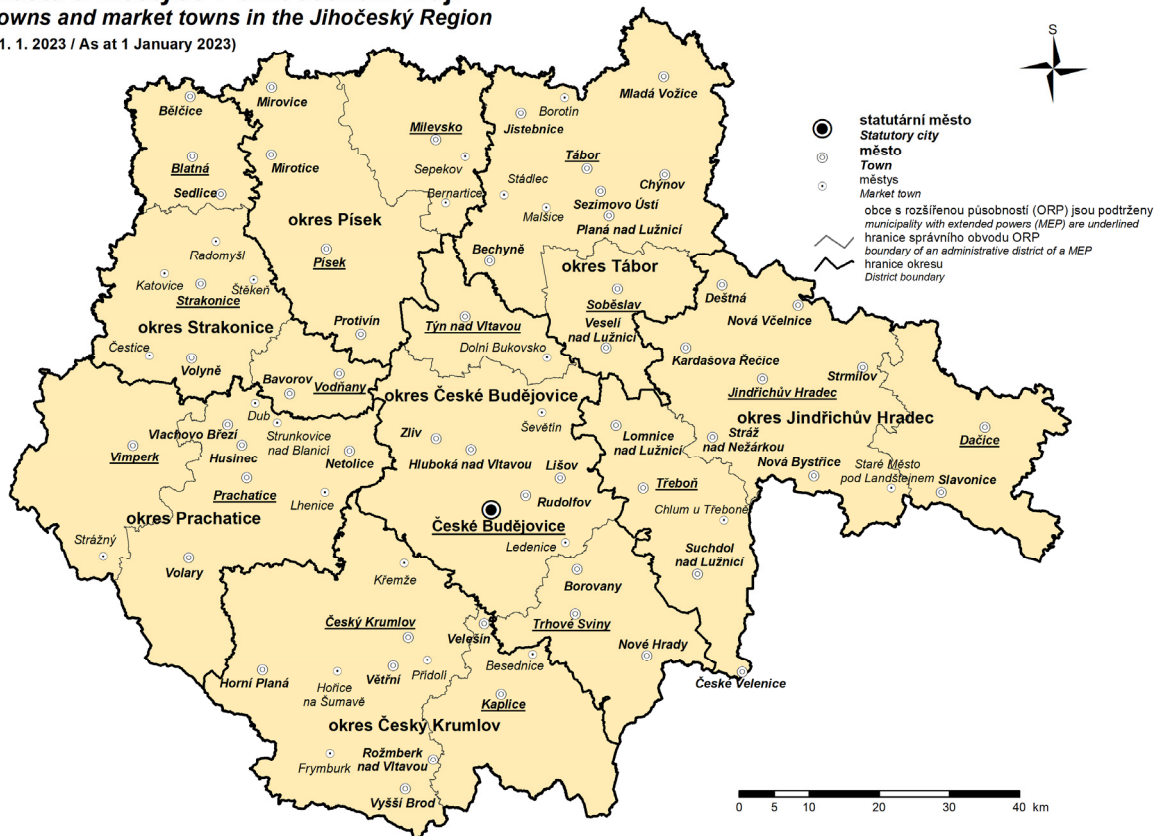 towns and market towns in the Jihočeský Region
1. 1. 2023 / As at 1 January 2023)
S
statutární město
Statutory city
město
Town
městys
Market town
obce s rozšířenou působností (ORP) jsou podtrženy
municipality with extended powers (MEP) are underlined
hranice správního obvodu ORP
boundary of an administrative district of a MEP
hranice okresu
District boundary
Bělčice
Mirovice
Mladá Vožice
Borotín
Jistebnice
Milevsko
Blatná
Mirotice
Sepekov
Tábor
Chýnov
Sedlice
Stádlec
Bernartice
Sezimovo Ústí
Malšice
Planá nad Lužnicí
okres Písek
Radomyšl
Písek
Bechyně
okres Tábor
Katovice
Strakonice
Štěkeň
Soběslav
Deštná
Nová Včelnice
okres Strakonice
Protivín
Týn nad Vltavou
Veselí
nad Lužnicí
Čestice
Volyně
Dolní Bukovsko
Kardašova Řečice
Strmilov
Bavorov
Vodňany
Jindřichův Hradec
okres České Budějovice
Dub
Ševětín
okres Jindřichův Hradec
Vlachovo Březí
Strunkovice
nad Blanicí
Zliv
Lomnice
nad Lužnicí
Stráž
nad Nežárkou
Dačice
Vimperk
Husinec
Netolice
Hluboká nad Vltavou
Lišov
Nová Bystřice
Staré Město
pod Landštejnem
Prachatice
Lhenice
Rudolfov
Třeboň
Slavonice
okres Prachatice
České Budějovice
Chlum u Třeboně
Strážný
Volary
Ledenice
Suchdol
nad Lužnicí
Křemže
Borovany
Český Krumlov
Velešín
Trhové Sviny
Nové Hrady
Horní Planá
Hořice
na Šumavě
Větřní
Přídolí
Besednice
České Velenice
Kaplice
okres Český Krumlov
Frymburk
Rožmberk
nad Vltavou
Vyšší Brod
0 5 10 20 30 40 km